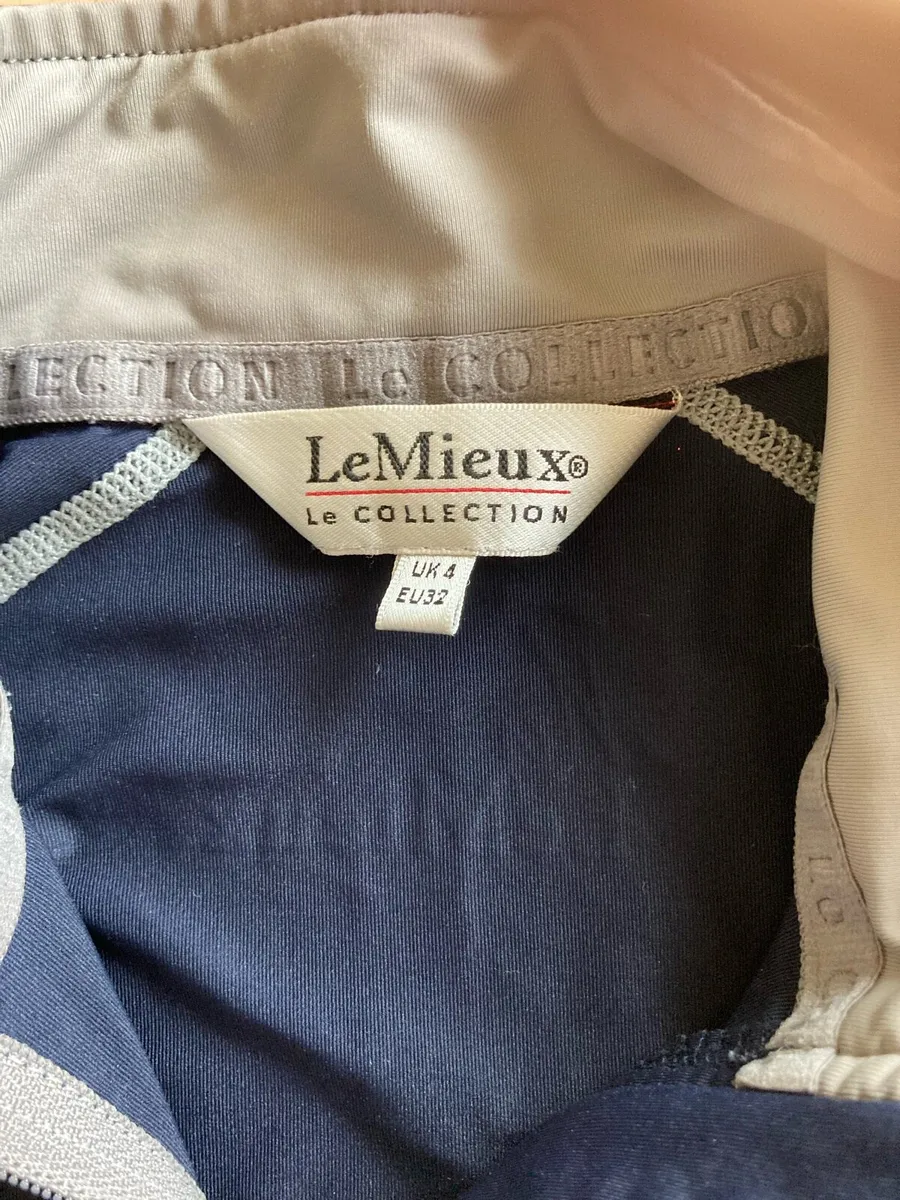 LECTION Le COLLECTIO
LeMieux®
Le COLLECTION
UK 4
EU32